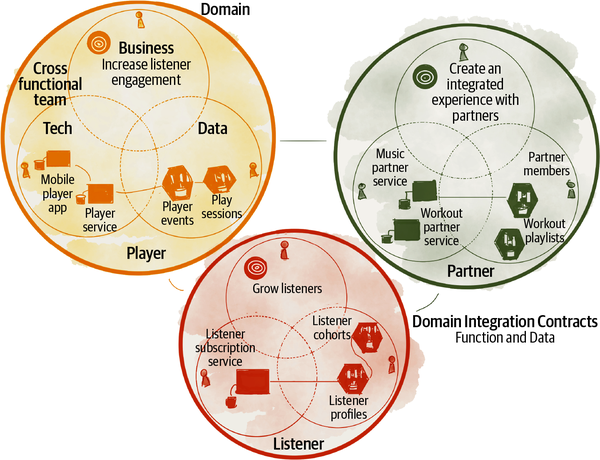 Domain
Business
Increase listener
engagement
Cross
functional
team
Tech
Data
Mobile
player
app
Player
service
Player
events
Play
sessions
Player
Create an
integrated
experience with
partners
Music
partner
service
Partner
members
Workout
partner
service
Workout
playlists
Partner
Grow listeners
Listener
subscription
service
Listener
cohorts
Listener
profiles
Listener
Domain Integration Contracts
Function and Data